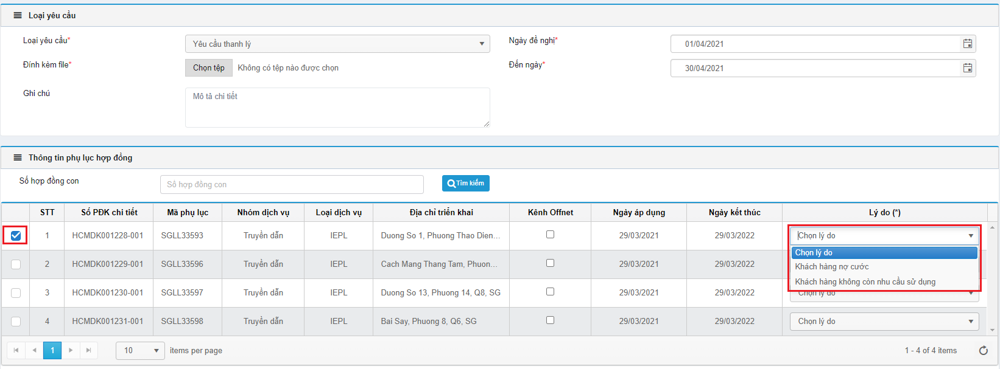 Loại yêu cầu
Loại yêu cầu* Yêu cầu thanh lý Ngày đề nghị* 01/04/2021
Đính kèm file* Chọn tệp Không có tệp nào được chọn Đến ngày* 30/04/2021
Ghi chú Mô tả chi tiết
Thông tin phụ lục hợp đồng
Số hợp đồng con Số hợp đồng con Tìm kiếm
STT Số PĐK chi tiết Mã phụ lục Nhóm dịch vụ Loại dịch vụ Địa chỉ triển khai Kênh Offnet Ngày áp dụng Ngày kết thúc Lý do (*)
1 HCMDK001228-001 SGLL33593 Truyền dẫn IEPL Duong So 1, Phuong Thao Dien... 29/03/2021 29/03/2022 Chọn lý do
Chọn lý do
2 HCMDK001229-001 SGLL33596 Truyền dẫn IEPL Cach Mang Thang Tam, Phuon... 29/03/2021 29/03/2022 Khách hàng nợ cước
Khách hàng không còn nhu cầu sử dụng
3 HCMDK001230-001 SGLL33597 Truyền dẫn IEPL Duong So 13, Phuong 14, Q8, SG 29/03/2021 29/03/2022 Chọn lý do
4 HCMDK001231-001 SGLL33598 Truyền dẫn IEPL Bai Say, Phuong 8, Q6, SG 29/03/2021 29/03/2022 Chọn lý do
1 10 items per page 1 - 4 of 4 items